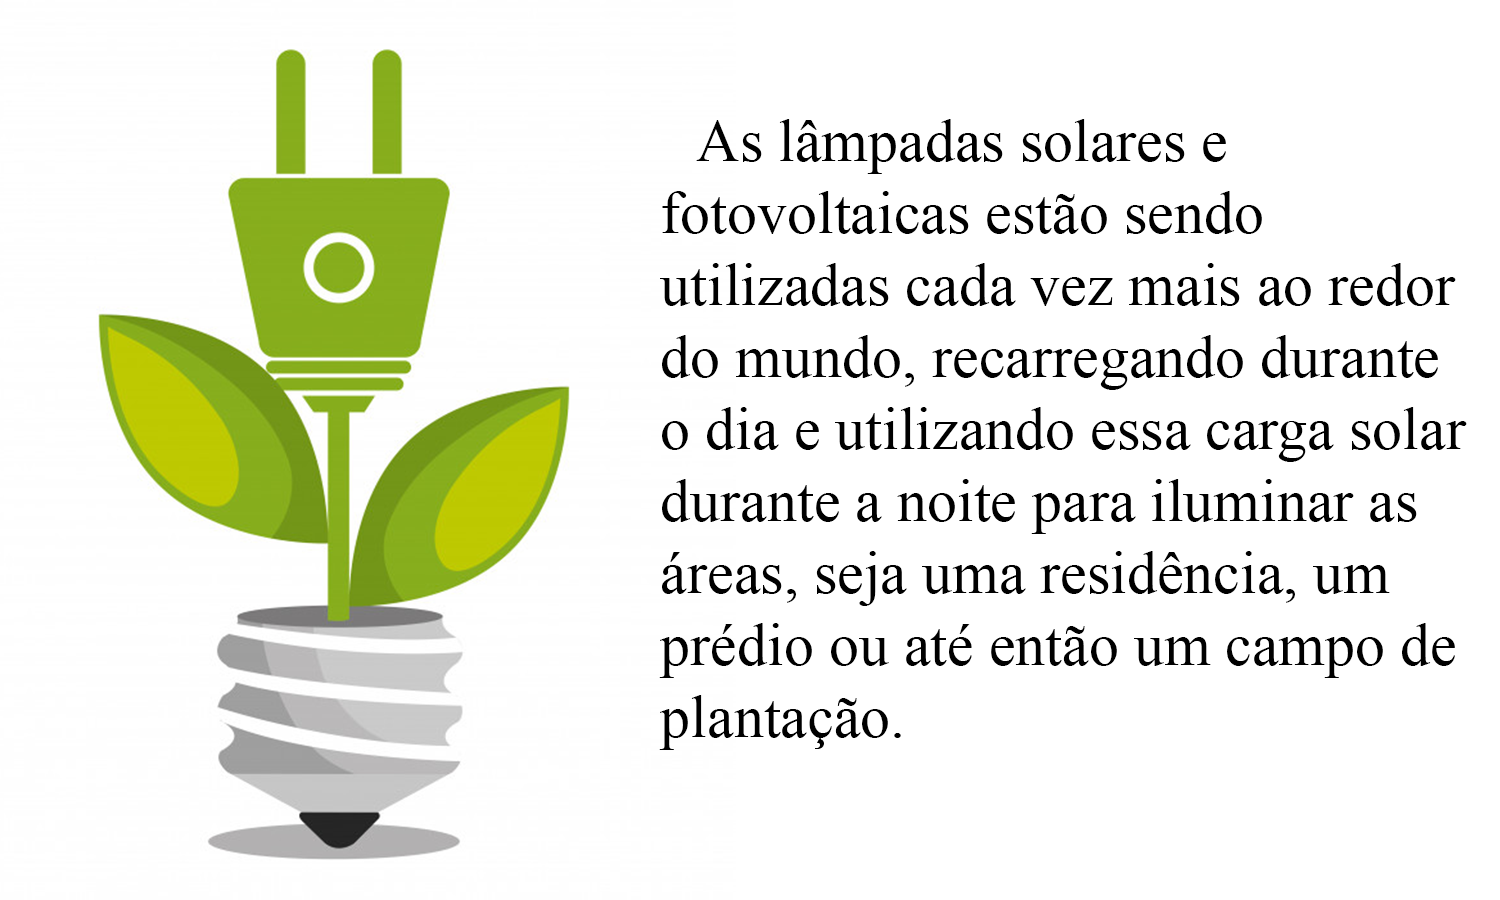 As lâmpadas solares e
fotovoltaicas estão sendo
utilizadas cada vez mais ao redor
do mundo, recarregando durante
o dia e utilizando essa carga solar
durante a noite para iluminar as
áreas, seja uma residência, um
prédio ou até então um campo de
plantação.